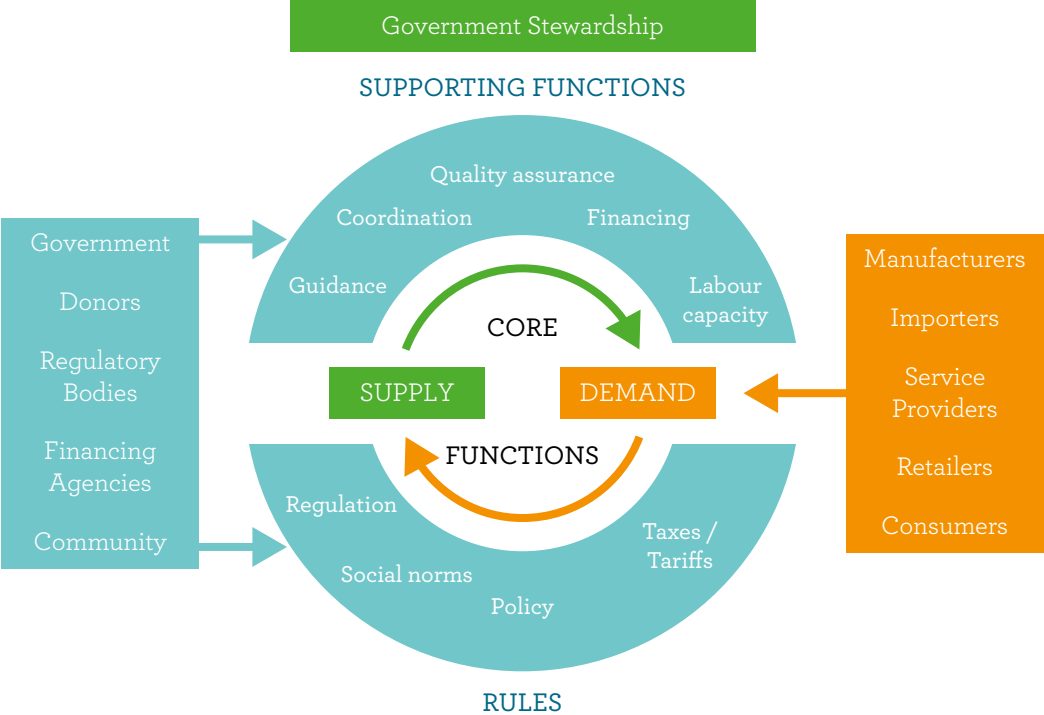 Government Stewardship
SUPPORTING FUNCTIONS
Quality assurance
Coordination
Financing
Guidance
Labour
capacity
Government
Donors
Regulatory
Bodies
Financing
Agencies
Community
CORE
SUPPLY
DEMAND
FUNCTIONS
Manufacturers
Importers
Service
Providers
Retailers
Consumers
Regulation
Taxes /
Tariffs
Social norms
Policy
RULES